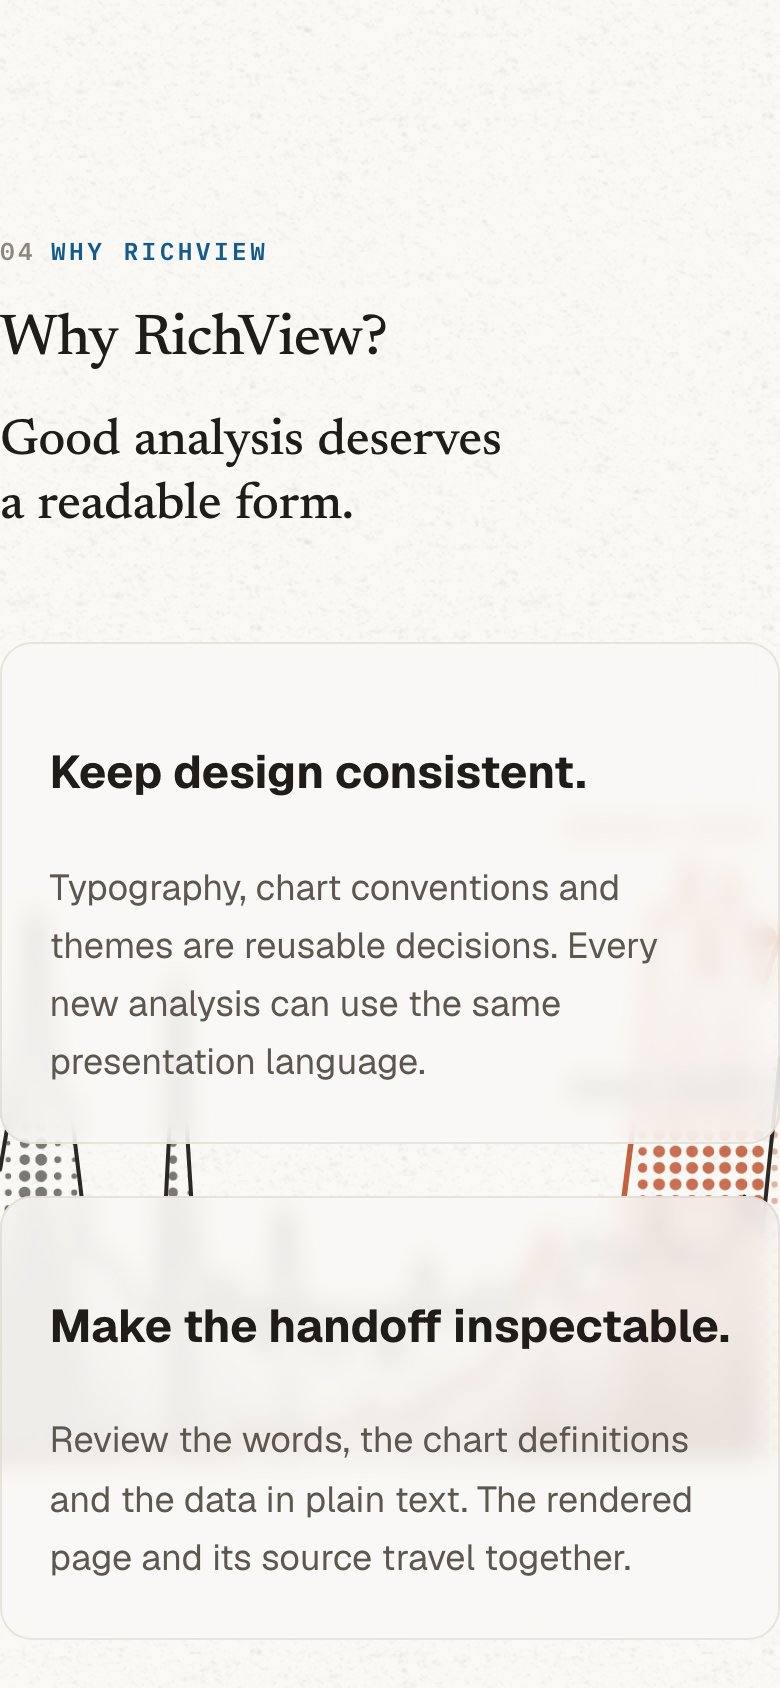 04 WHY RICHVIEW
Why RichView?
Good analysis deserves
a readable form.
Keep design consistent.
Typography, chart conventions and
themes are reusable decisions. Every
new analysis can use the same
presentation language.
Make the handoff inspectable.
Review the words, the chart definitions
and the data in plain text. The rendered
page and its source travel together.